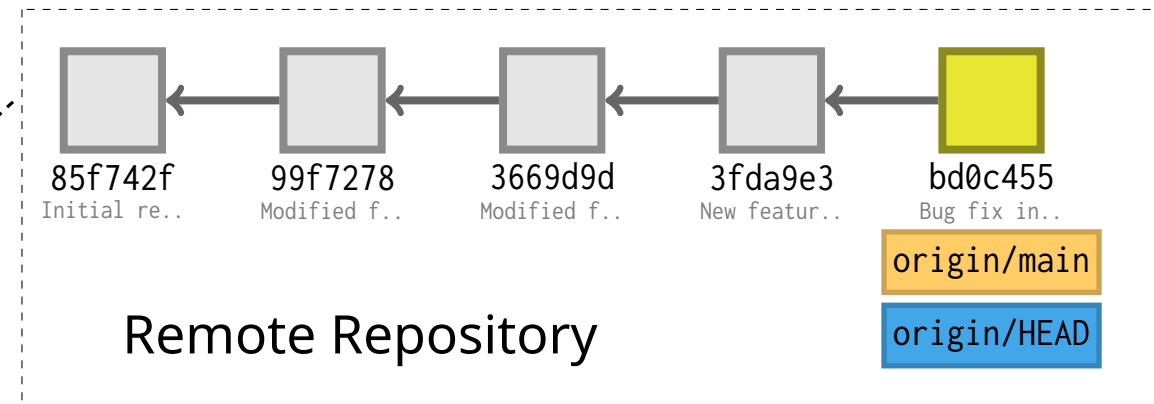 85f742f 99f7278 3669d9d 3fda9e3 bd0c455
Initial re.. Modified f.. Modified f.. New featur.. Bug fix in..
origin/main
Remote Repository
origin/HEAD